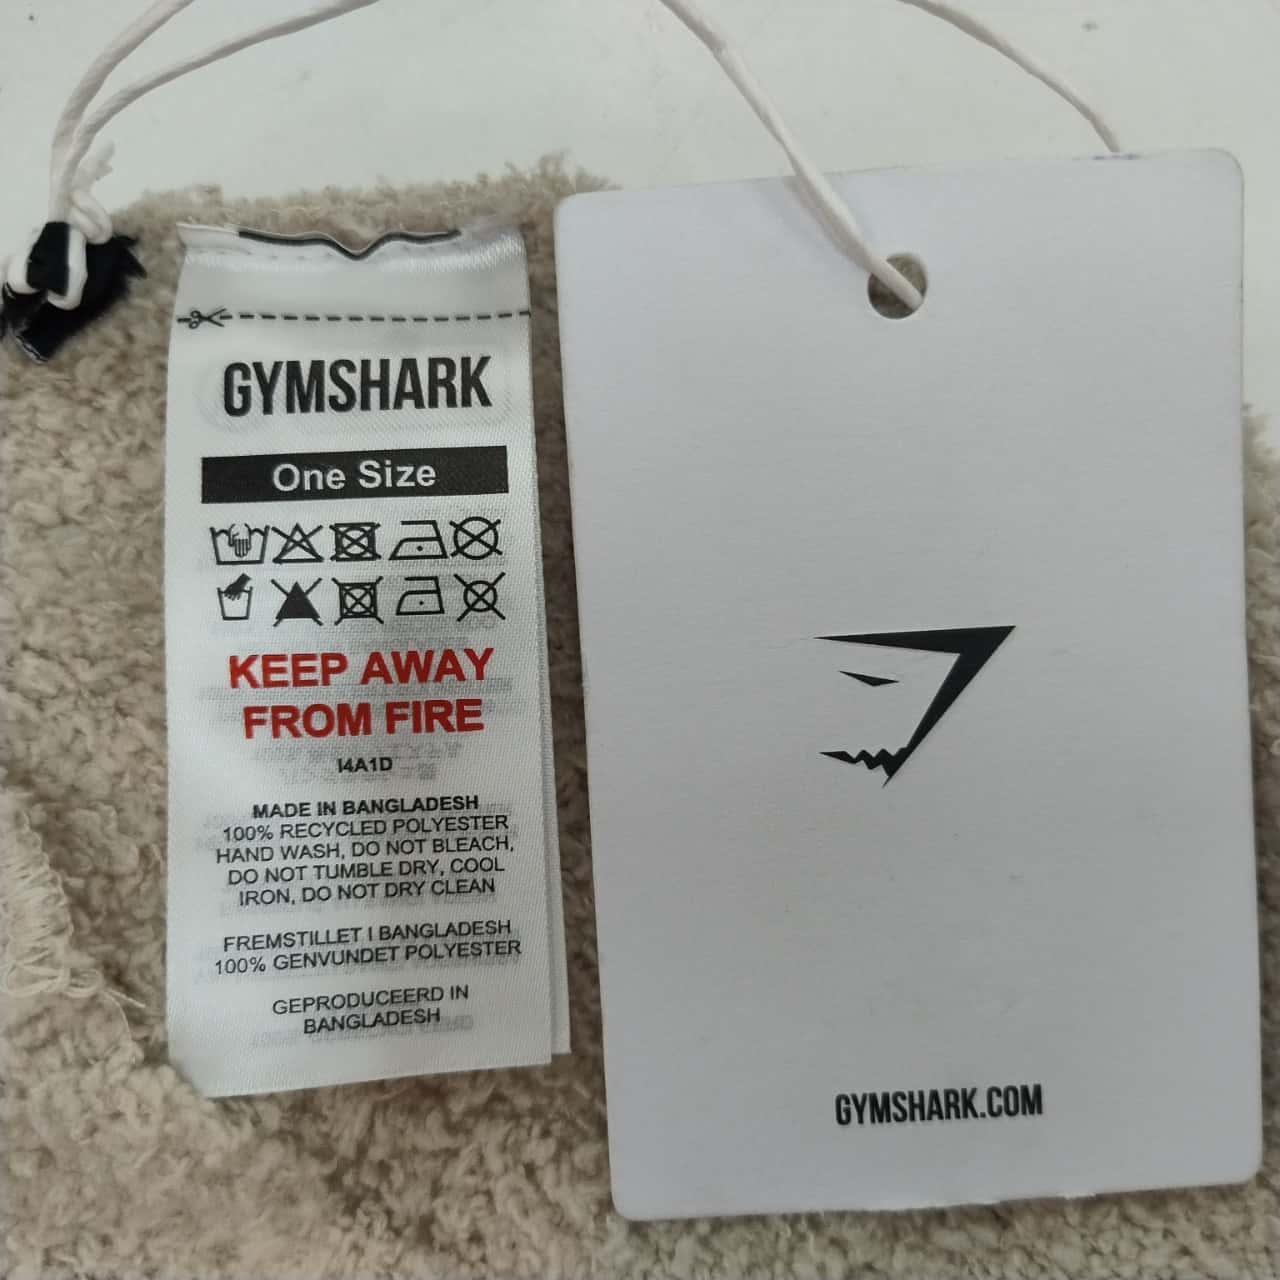 GYMSHARK
One Size
KEEP AWAY
FROM FIRE
I4A1D
MADE IN BANGLADESH
100% RECYCLED POLYESTER
HAND WASH, DO NOT BLEACH,
DO NOT TUMBLE DRY, COOL
IRON, DO NOT DRY CLEAN
FREMSTILLET I BANGLADESH
100% GENVUNDET POLYESTER
GEPRODUCEERD IN
BANGLADESH
GYMSHARK.COM